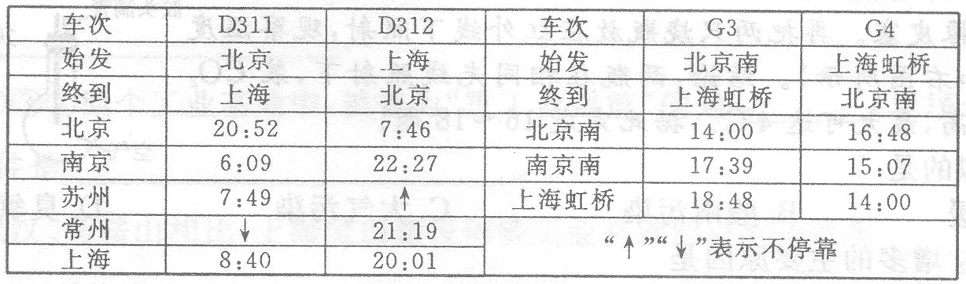 车次 D311 D312 车次 G3 G4
始发 北京 上海 始发 北京南 上海虹桥
终到 上海 北京 终到 上海虹桥 北京南
北京 20:52 7:46 北京南 14:00 16:48
南京 6:09 22:27 南京南 17:39 15:07
苏州 7:49 ↑ 上海虹桥 18:48 14:00
常州 ↓ 21:19 “↑”“↓”表示不停靠
上海 8:40 20:01